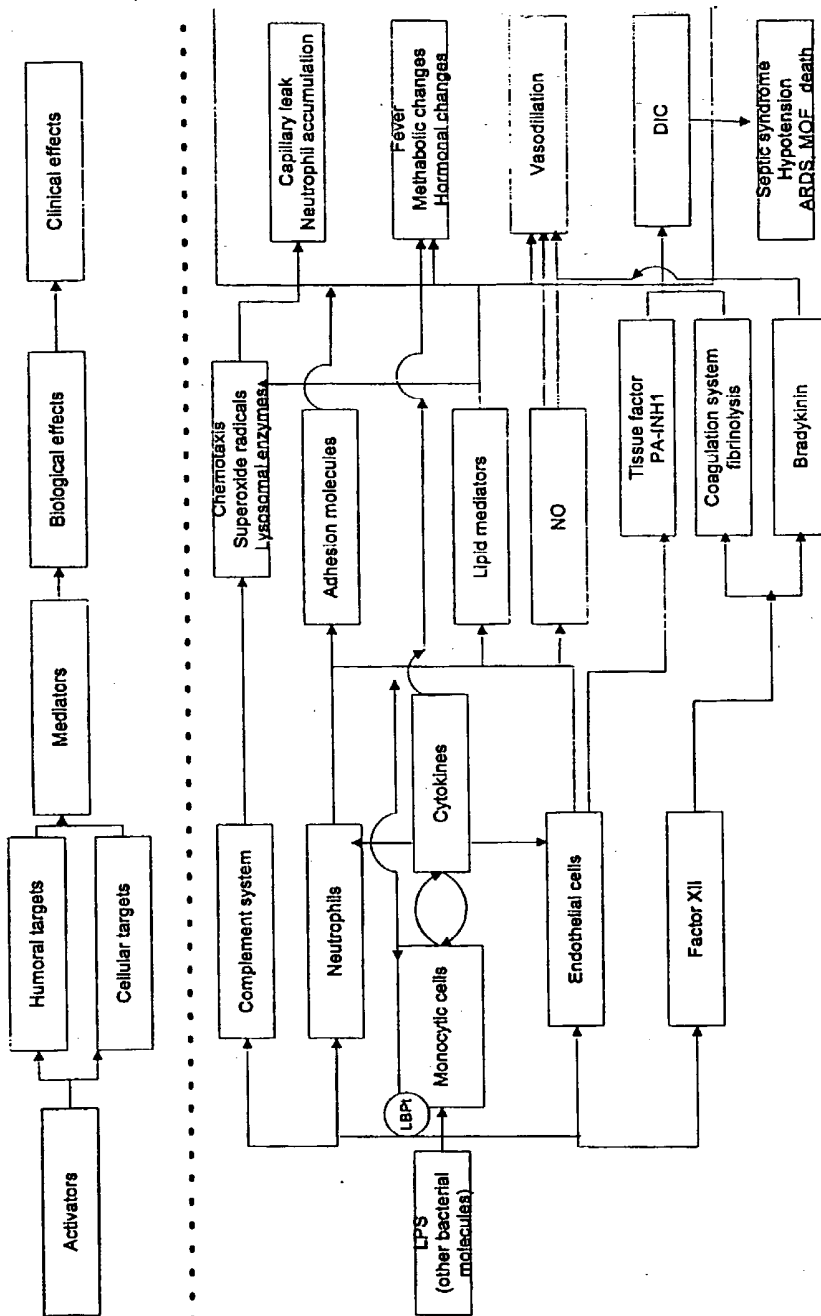 Activators
Humoral targets
Cellular targets
Mediators
Biological effects
Clinical effects
LPS
(other bacterial
molecules)
LBPt
Complement system
Neutrophils
Monocytic cells
Cytokines
Endothelial cells
Factor XII
Chemotaxis
Superoxide radicals
Lysosomal enzymes
Adhesion molecules
Lipid mediators
NO
Tissue factor
PA-INH1
Coagulation system
fibrinolysis
Bradykinin
Capillary leak
Neutrophil accumulation
Fever
Methabolic changes
Hormonal changes
Vasodillation
DIC
Septic syndrome
Hypotension
ARDS, MOF death